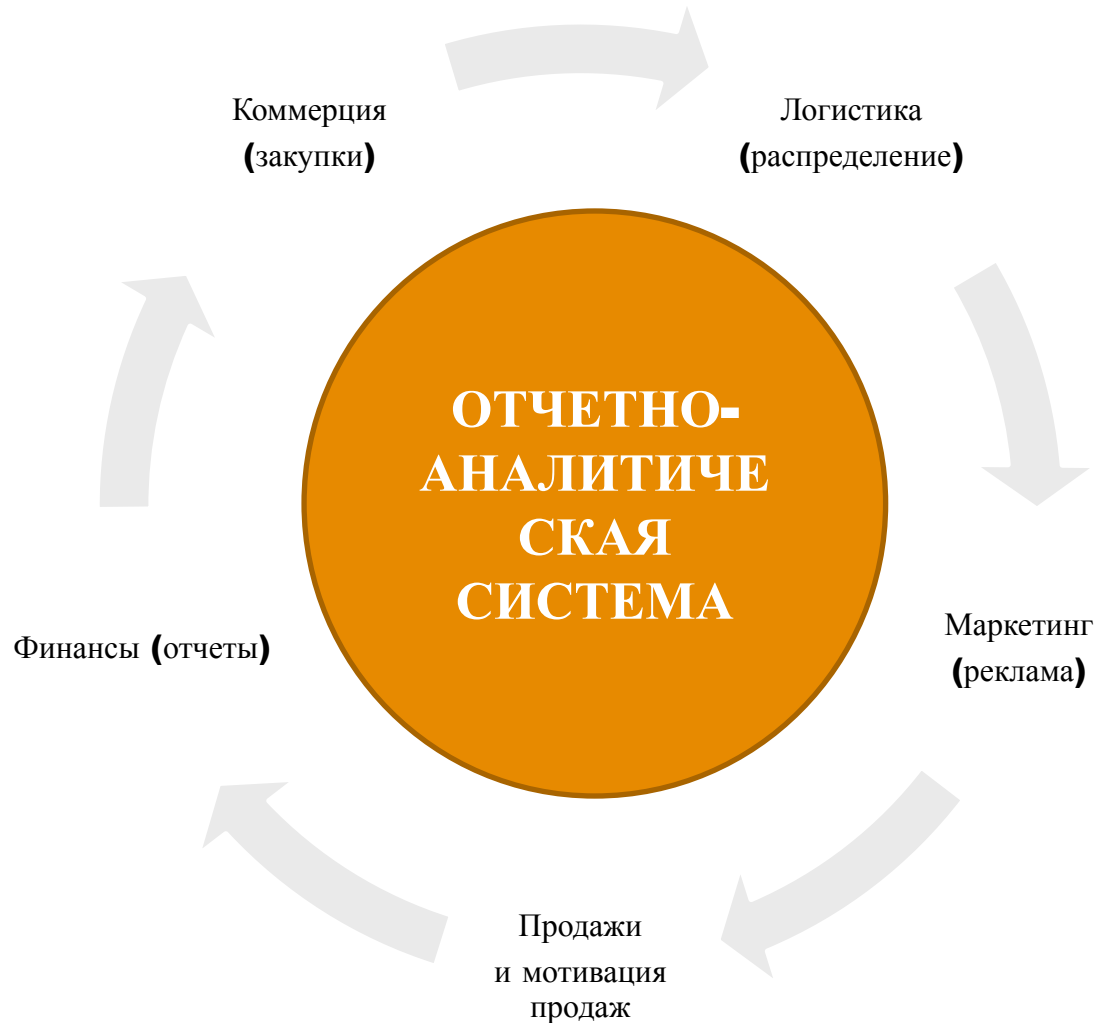 Коммерция
(закупки)
Логистика
(распределение)
ОТЧЕТНО-
АНАЛИТИЧЕ
СКАЯ
СИСТЕМА
Маркетинг
(реклама)
Продажи
и мотивация
продаж
Финансы (отчеты)